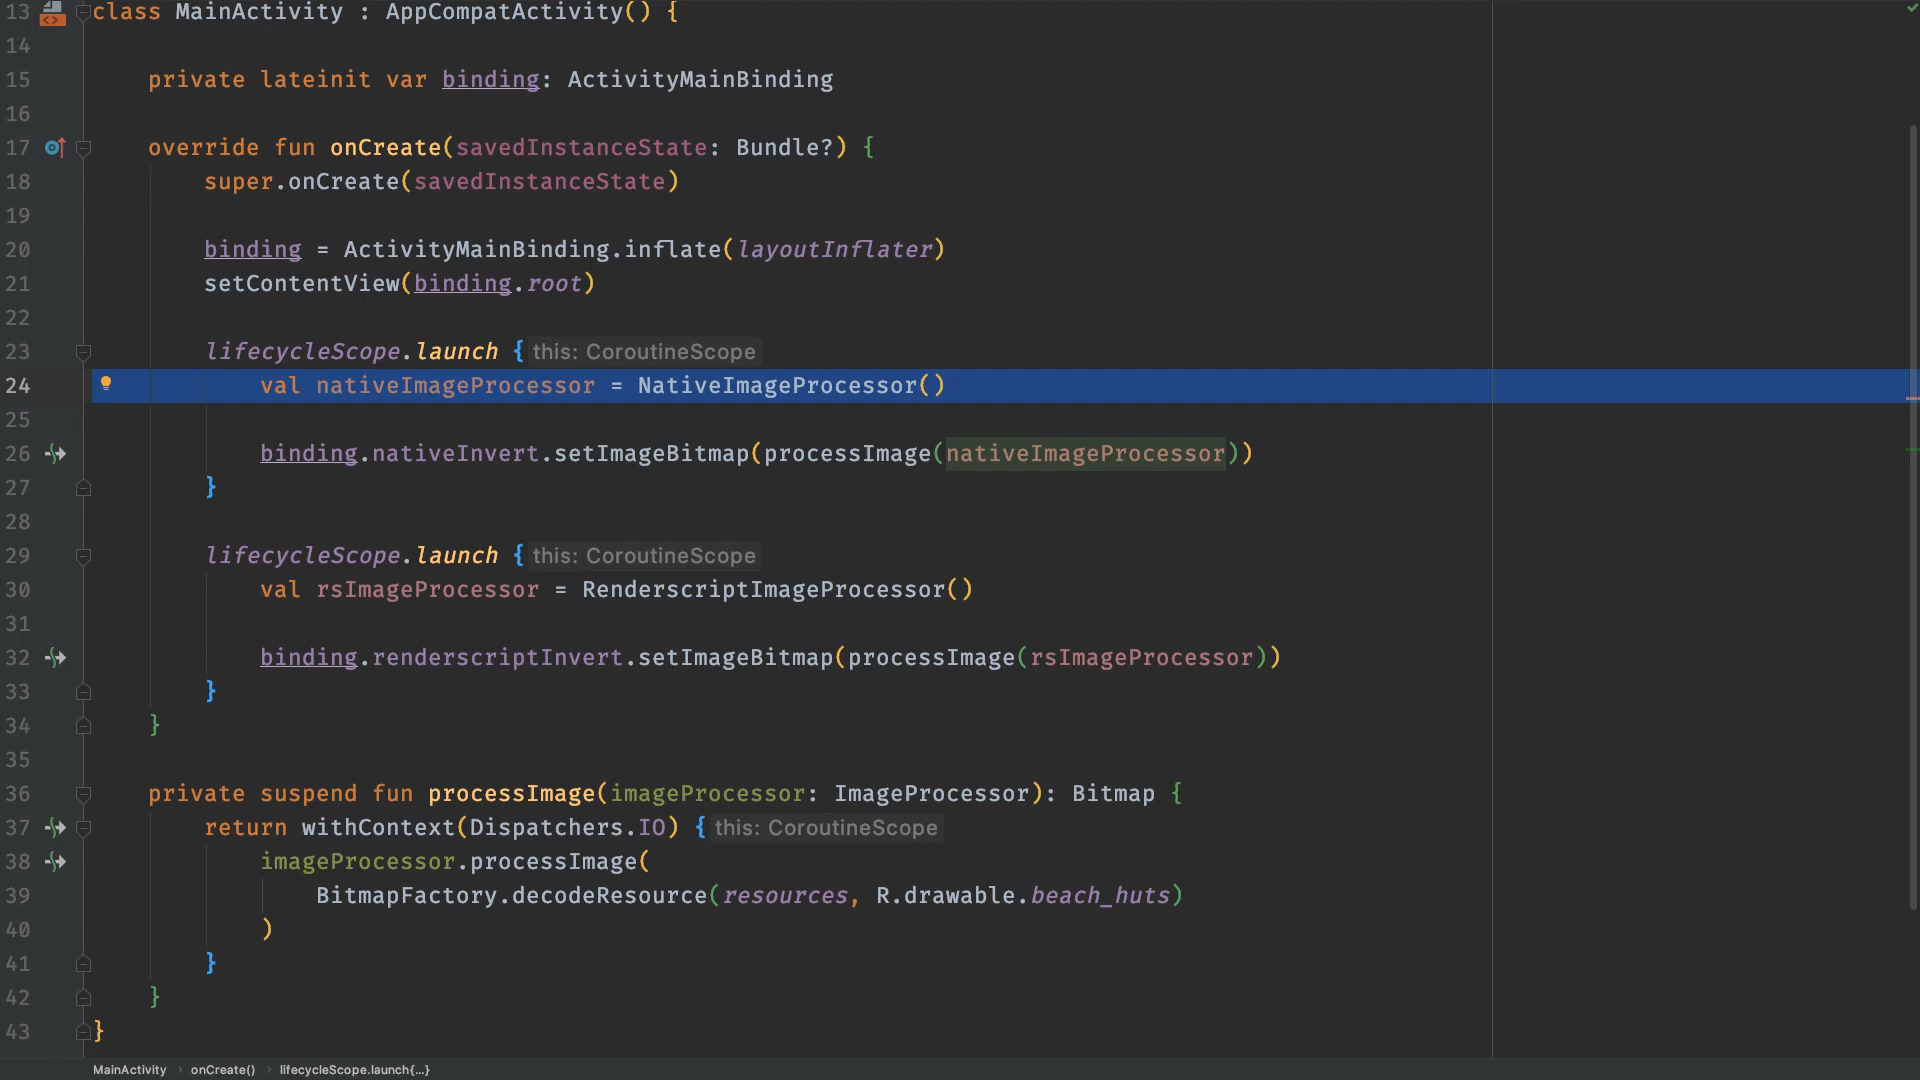 13 class MainActivity : AppCompatActivity() {
14
15 private lateinit var binding: ActivityMainBinding
16
17 override fun onCreate(savedInstanceState: Bundle?) {
18 super.onCreate(savedInstanceState)
19
20 binding = ActivityMainBinding.inflate(layoutInflater)
21 setContentView(binding.root)
22
23 lifecycleScope.launch { this: CoroutineScope
24 val nativeImageProcessor = NativeImageProcessor()
25
26 binding.nativeInvert.setImageBitmap(processImage(nativeImageProcessor))
27 }
28
29 lifecycleScope.launch { this: CoroutineScope
30 val rsImageProcessor = RenderscriptImageProcessor()
31
32 binding.renderscriptInvert.setImageBitmap(processImage(rsImageProcessor))
33 }
34 }
35
36 private suspend fun processImage(imageProcessor: ImageProcessor): Bitmap {
37 return withContext(Dispatchers.IO) { this: CoroutineScope
38 imageProcessor.processImage(
39 BitmapFactory.decodeResource(resources, R.drawable.beach_huts)
40 )
41 }
42 }
43 }
MainActivity › onCreate() › lifecycleScope.launch{...}